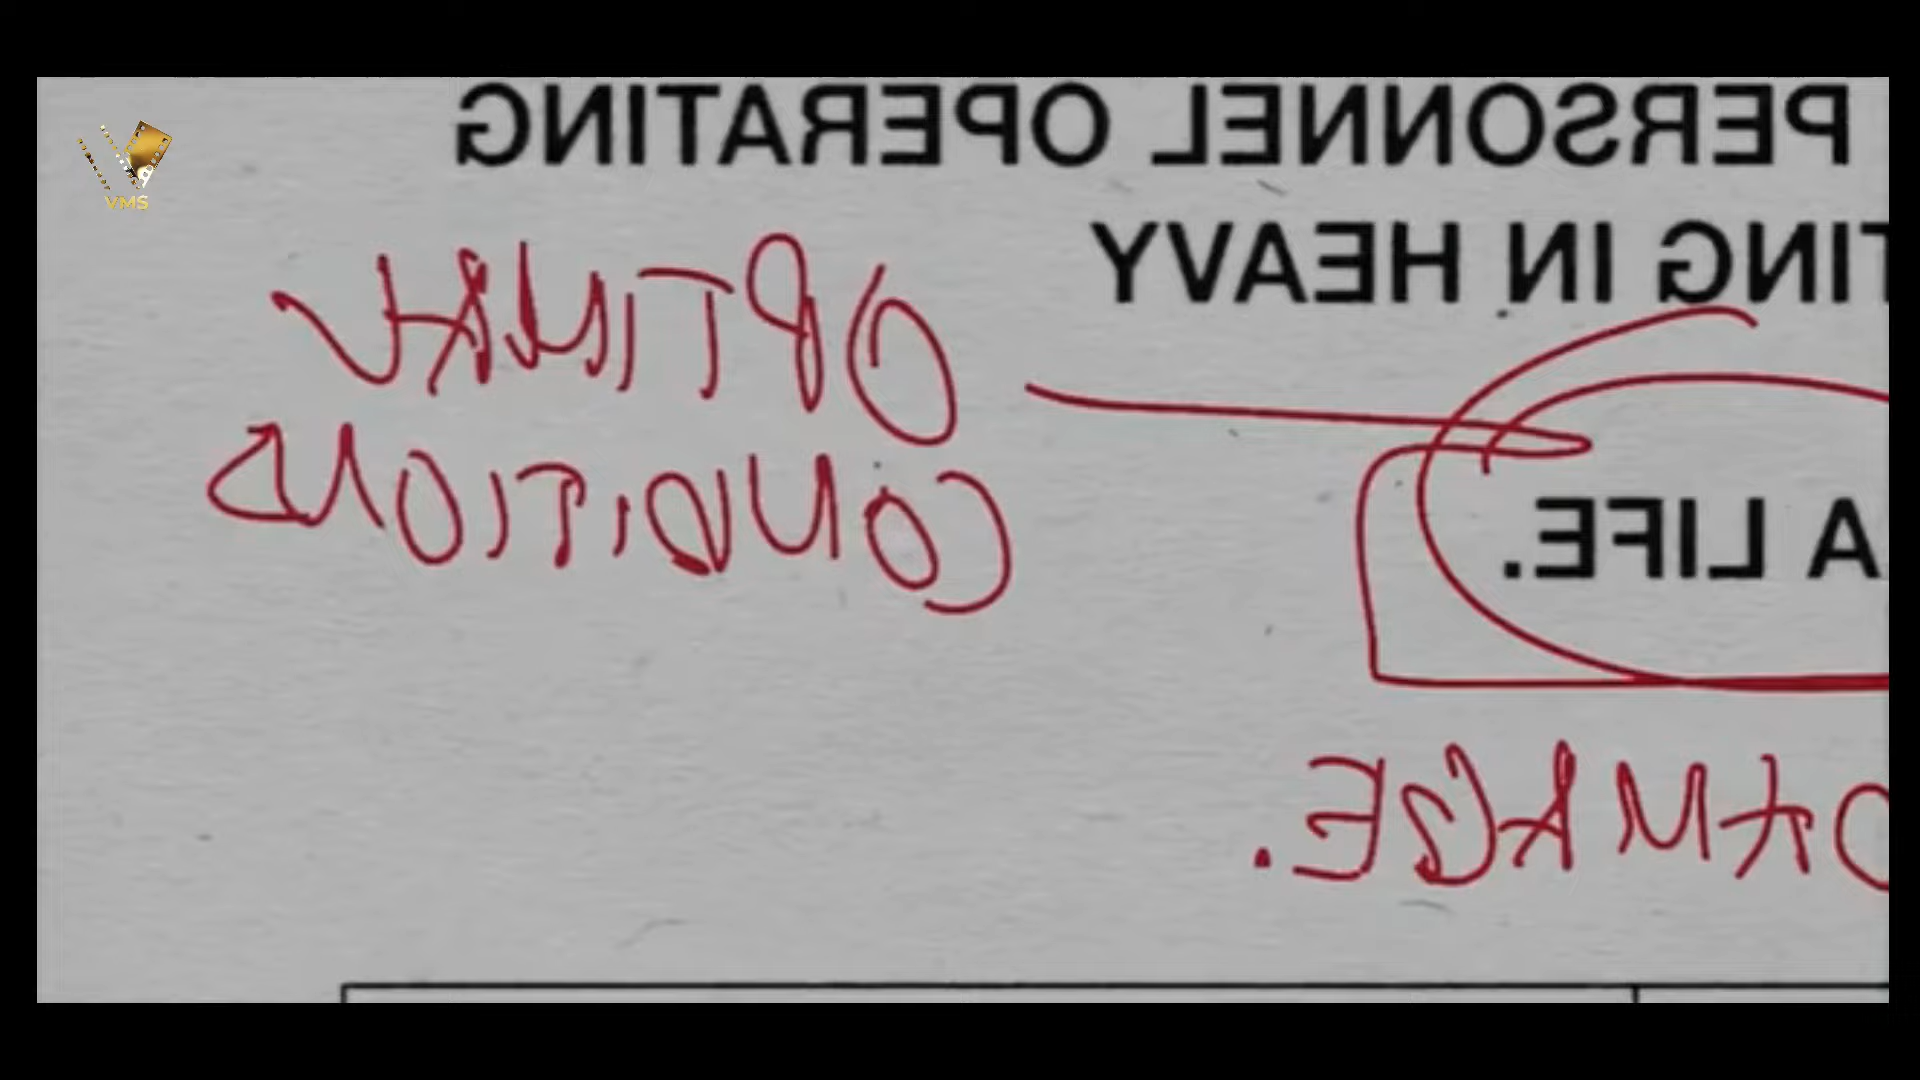 VMS
PERSONNEL OPERATING
TING IN HEAVY
OPTIMAL
CONDITIONS
A LIFE.
DAMAGE.